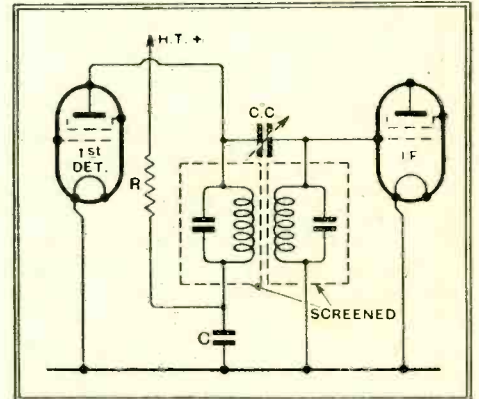 H.T. +
C.C
1st
DET.
R
I.F
SCREENED
C